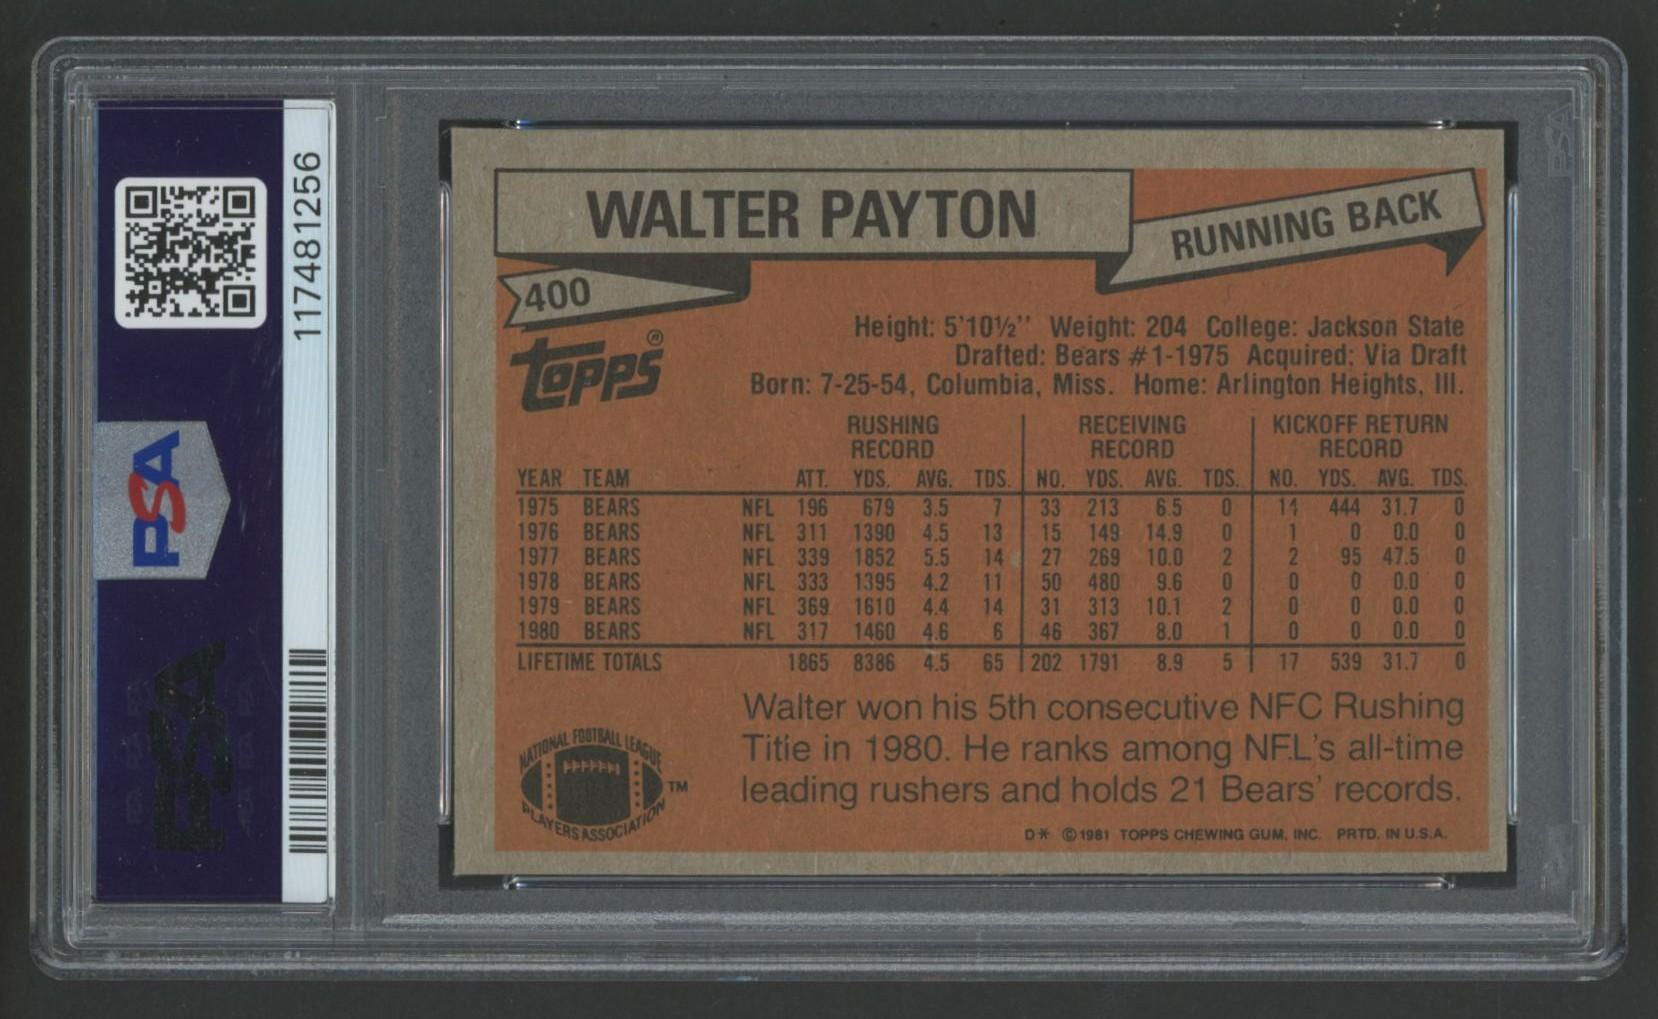 117481256
PSA
PSA
WALTER PAYTON
RUNNING BACK
400
TOPPS®
Height: 5'10½'' Weight: 204 College: Jackson State
Drafted: Bears #1-1975 Acquired: Via Draft
Born: 7-25-54, Columbia, Miss. Home: Arlington Heights, Ill.
RUSHING RECORD RECEIVING RECORD KICKOFF RETURN RECORD
YEAR TEAM ATT. YDS. AVG. TDS. NO. YDS. AVG. TDS. NO. YDS. AVG. TDS.
1975 BEARS NFL 196 679 3.5 7 33 213 6.5 0 14 444 31.7 0
1976 BEARS NFL 311 1390 4.5 13 15 149 14.9 0 1 0 0.0 0
1977 BEARS NFL 339 1852 5.5 14 27 269 10.0 2 2 95 47.5 0
1978 BEARS NFL 333 1395 4.2 11 50 480 9.6 0 0 0 0.0 0
1979 BEARS NFL 369 1610 4.4 14 31 313 10.1 2 0 0 0.0 0
1980 BEARS NFL 317 1460 4.6 6 46 367 8.0 1 0 0 0.0 0
LIFETIME TOTALS 1865 8386 4.5 65 202 1791 8.9 5 17 539 31.7 0
Walter won his 5th consecutive NFC Rushing
Title in 1980. He ranks among NFL's all-time
leading rushers and holds 21 Bears' records.
NATIONAL FOOTBALL LEAGUE
PLAYERS ASSOCIATION
™
D* ©1981 TOPPS CHEWING GUM, INC. PRTD. IN U.S.A.